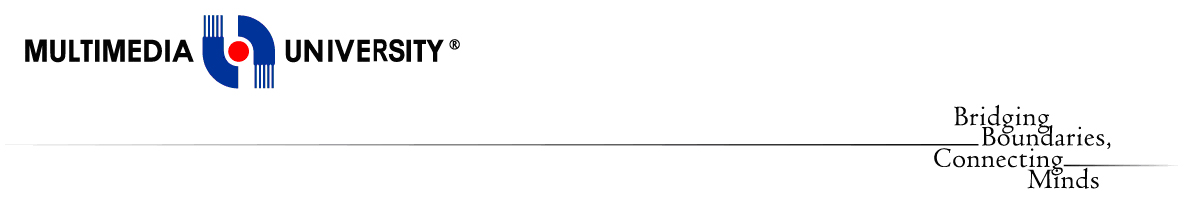 MULTIMEDIA UNIVERSITY ®
Bridging
Boundaries,
Connecting
Minds